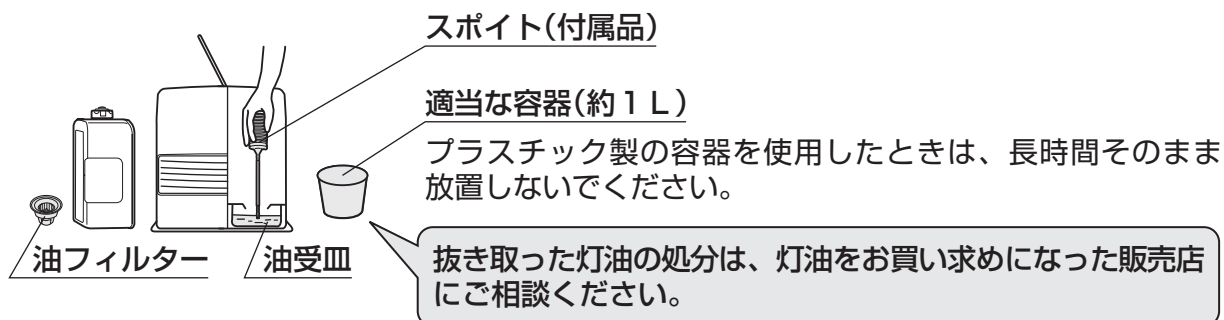 スポイト(付属品)
適当な容器(約1L)
プラスチック製の容器を使用したときは、長時間そのまま
放置しないでください。
油フィルター
油受皿
抜き取った灯油の処分は、灯油をお買い求めになった販売店
にご相談ください。